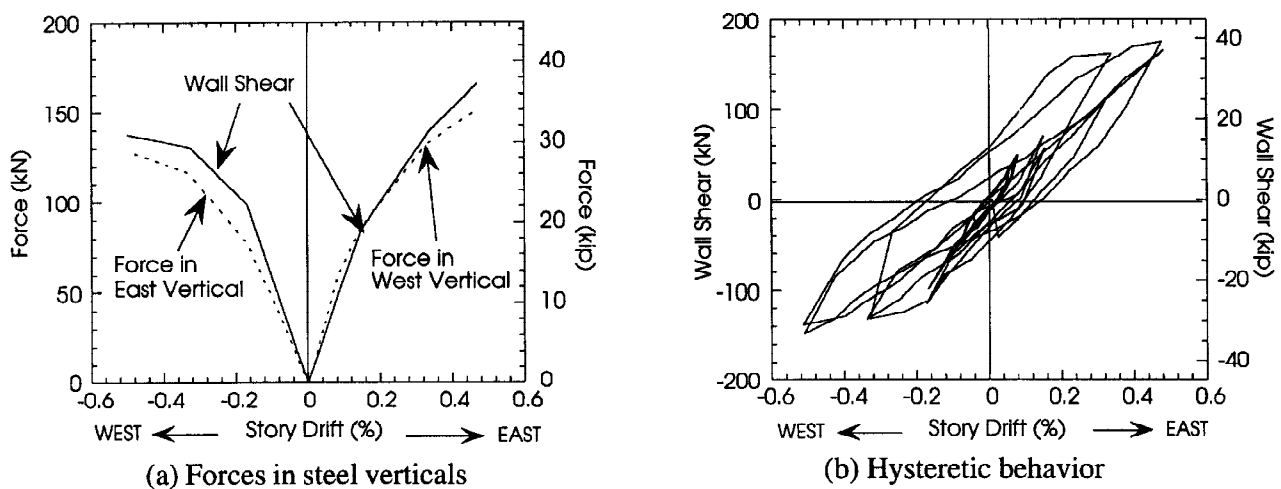 200
150
100
50
0
Force (kN)
40
30
20
10
0
Force (kip)
Wall Shear
Force in
East Vertical
Force in
West Vertical
-0.6 -0.4 -0.2 0 0.2 0.4 0.6
WEST Story Drift (%) EAST
(a) Forces in steel verticals
200
100
0
-100
-200
Wall Shear (kN)
40
20
0
-20
-40
Wall Shear (kip)
-0.6 -0.4 -0.2 0 0.2 0.4 0.6
WEST Story Drift (%) EAST
(b) Hysteretic behavior